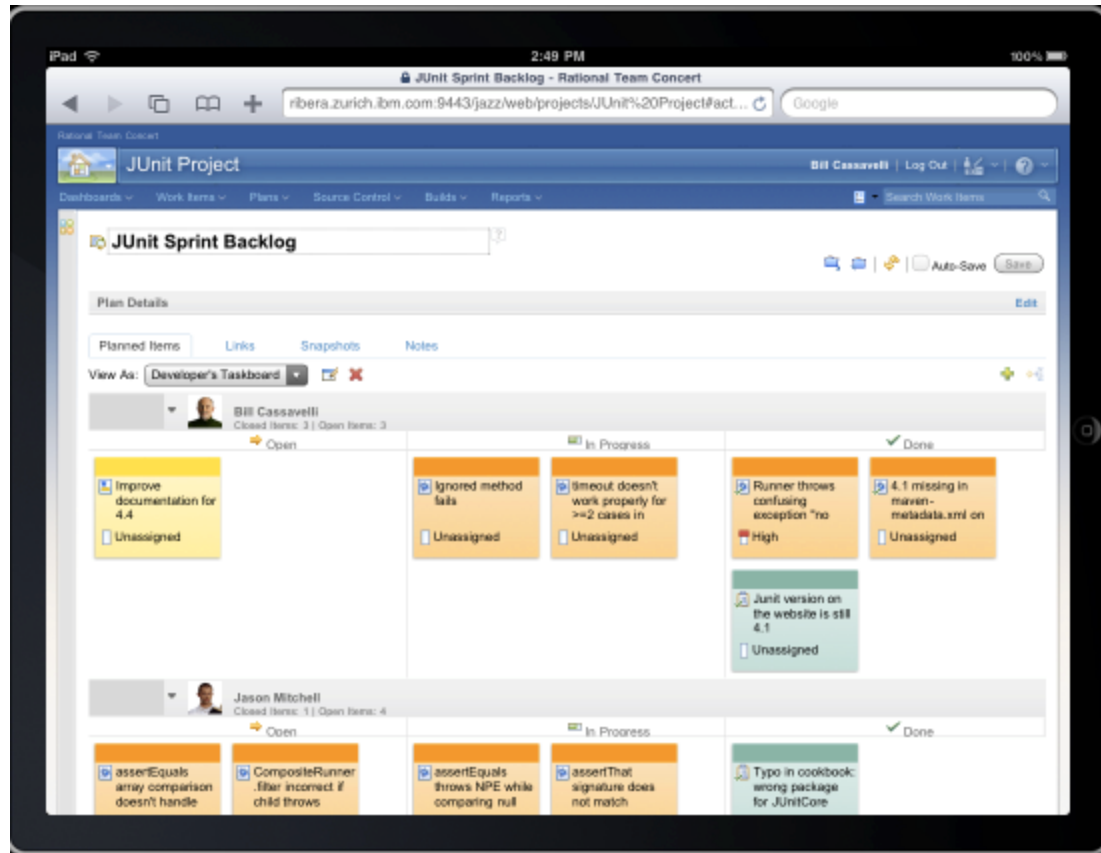 iPad
2:49 PM
100%
JUnit Sprint Backlog - Rational Team Concert
ribera.zurich.ibm.com:9443/jazz/web/projects/JUnit%20Project#act...
Google
Rational Team Concert
JUnit Project
Bill Cassavelli | Log Out |
Dashboards
Work Items
Plans
Source Control
Builds
Reports
Search Work Items
JUnit Sprint Backlog
?
Auto-Save
Save
Plan Details
Edit
Planned Items
Links
Snapshots
Notes
View As:
Developer's Taskboard
Bill Cassavelli
Closed Items: 3 | Open Items: 3
Open
In Progress
Done
Improve
documentation for
4.4
Unassigned
Ignored method
fails
Unassigned
timeout doesn't
work properly for
>=2 cases in
Unassigned
Runner throws
confusing
exception "no
High
4.1 missing in
maven-
metadata.xml on
Unassigned
Junit version on
the website is still
4.1
Unassigned
Jason Mitchell
Closed Items: 1 | Open Items: 4
Open
In Progress
Done
assertEquals
array comparison
doesn't handle
CompositeRunner
.filter incorrect if
child throws
assertEquals
throws NPE while
comparing null
assertThat
signature does
not match
Typo in cookbook:
wrong package
for JUnitCore